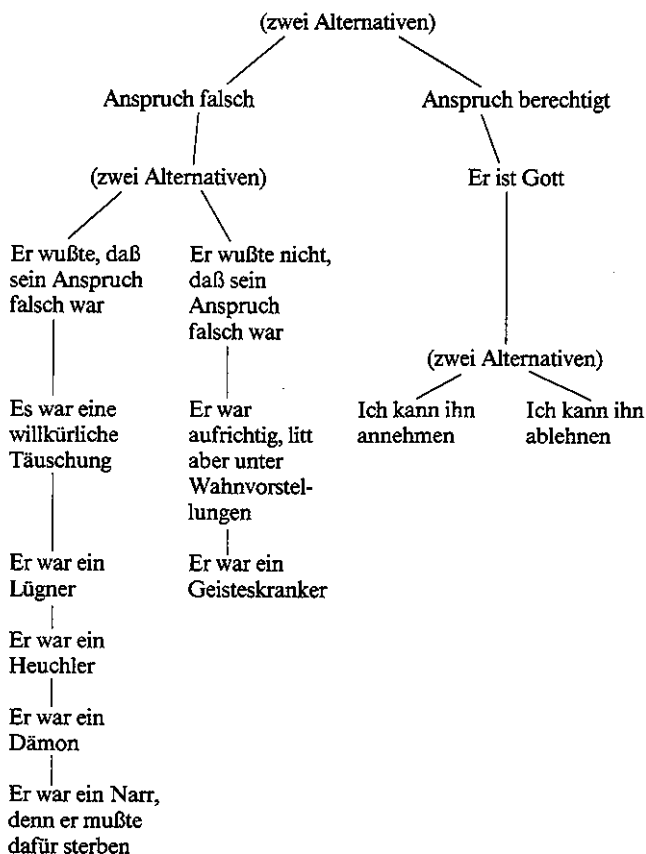 (zwei Alternativen)
Anspruch falsch
Anspruch berechtigt
(zwei Alternativen)
Er ist Gott
Er wußte, daß
sein Anspruch
falsch war
Er wußte nicht,
daß sein
Anspruch
falsch war
(zwei Alternativen)
Es war eine
willkürliche
Täuschung
Er war
aufrichtig, litt
aber unter
Wahnvorstel-
lungen
Ich kann ihn
annehmen
Ich kann ihn
ablehnen
Er war ein
Lügner
Er war ein
Geisteskranker
Er war ein
Heuchler
Er war ein
Dämon
Er war ein Narr,
denn er mußte
dafür sterben